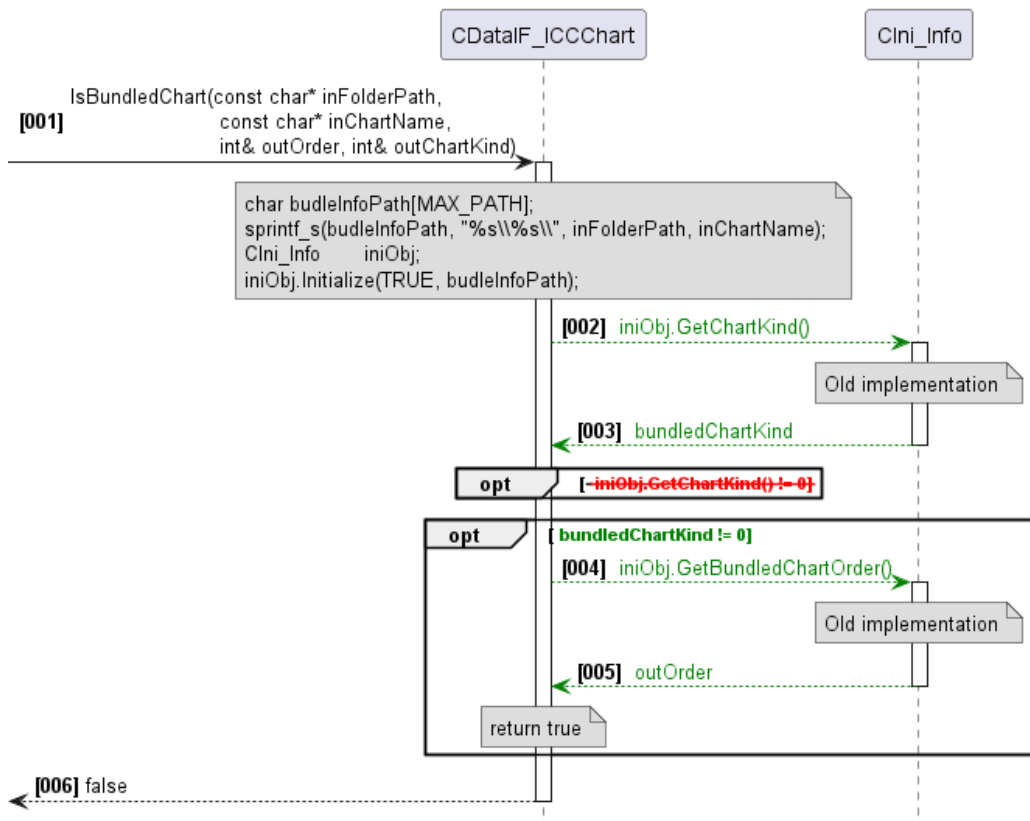 CDataIF_ICCChart
CIni_Info
IsBundledChart(const char* inFolderPath,
[001] const char* inChartName,
int& outOrder, int& outChartKind)
char budleInfoPath[MAX_PATH];
sprintf_s(budleInfoPath, "%s\\%s\\", inFolderPath, inChartName);
CIni_Info iniObj;
iniObj.Initialize(TRUE, budleInfoPath);
[002] iniObj.GetChartKind()
Old implementation
[003] bundledChartKind
opt [ iniObj.GetChartKind() != 0]
opt [ bundledChartKind != 0]
[004] iniObj.GetBundledChartOrder()
Old implementation
[005] outOrder
return true
[006] false